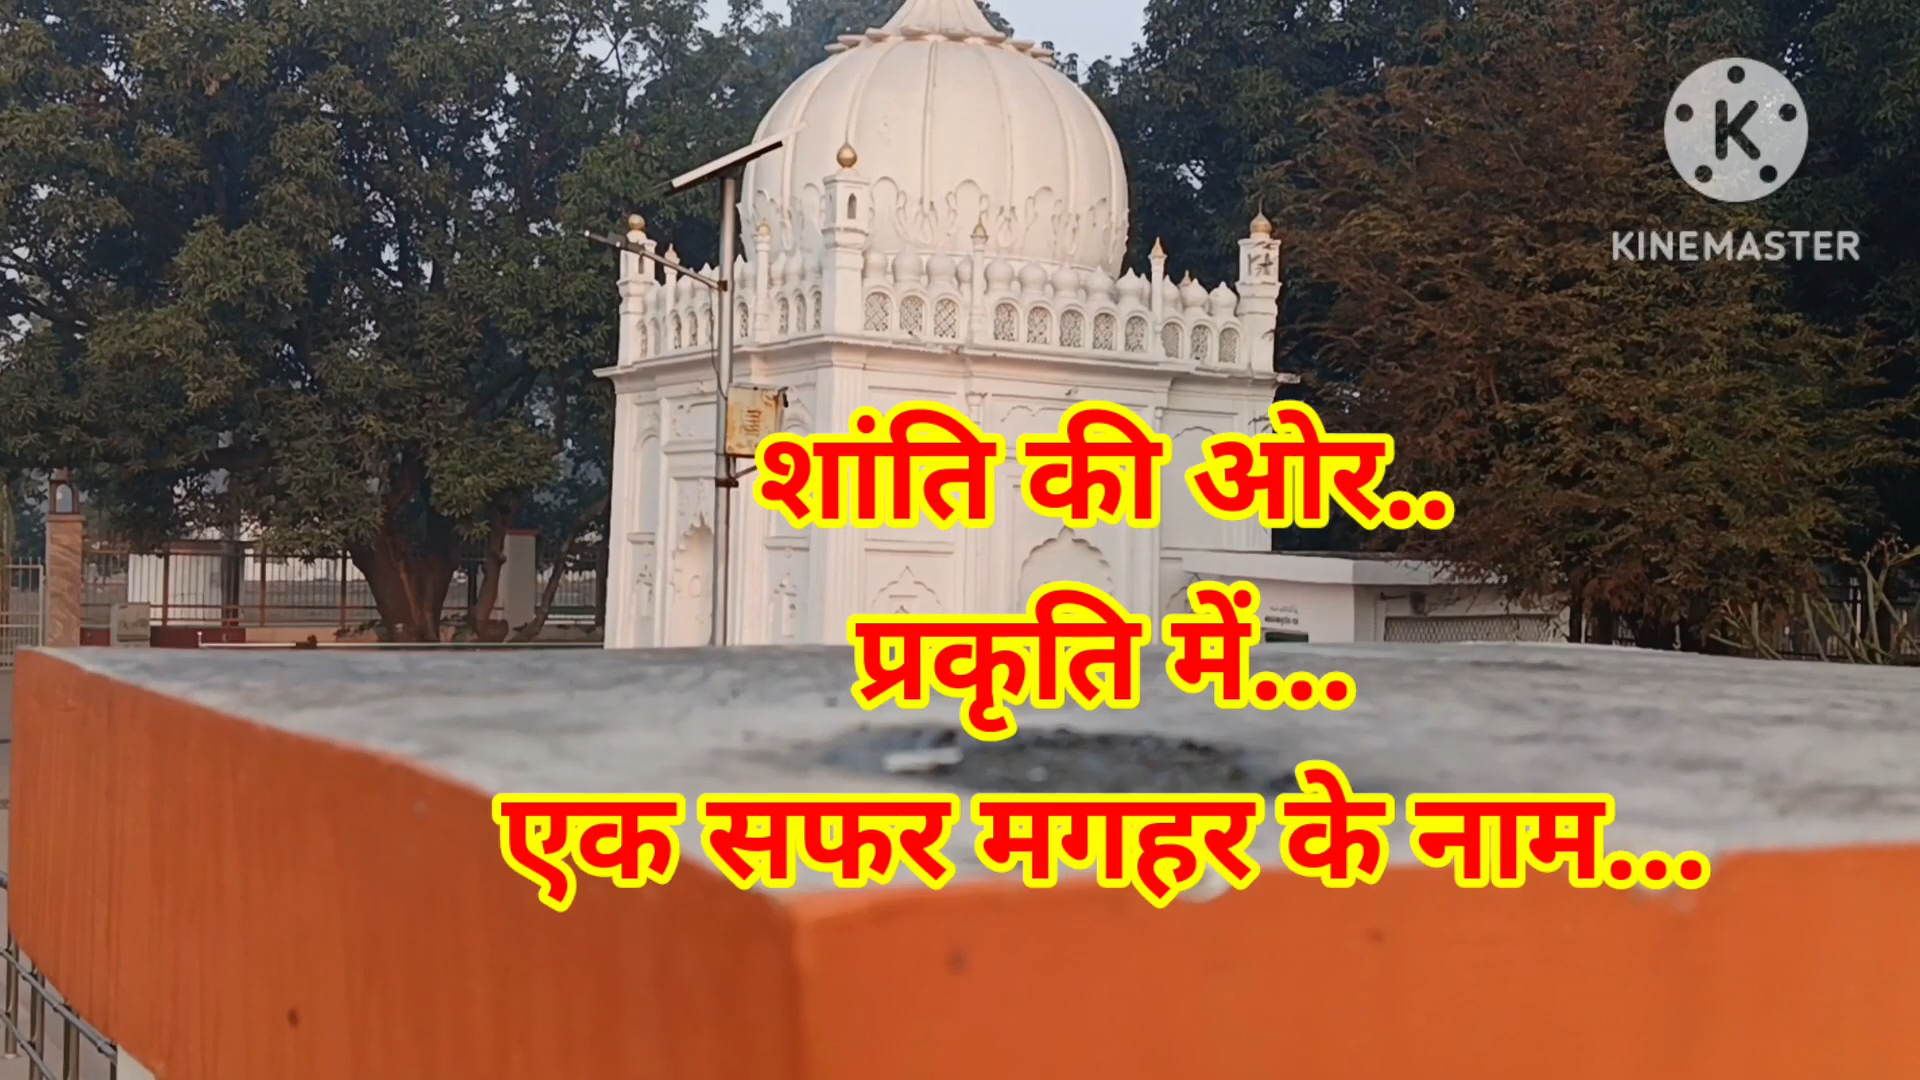 KINEMASTER
शांति की ओर..
प्रकृति में...
एक सफर मगहर के नाम...